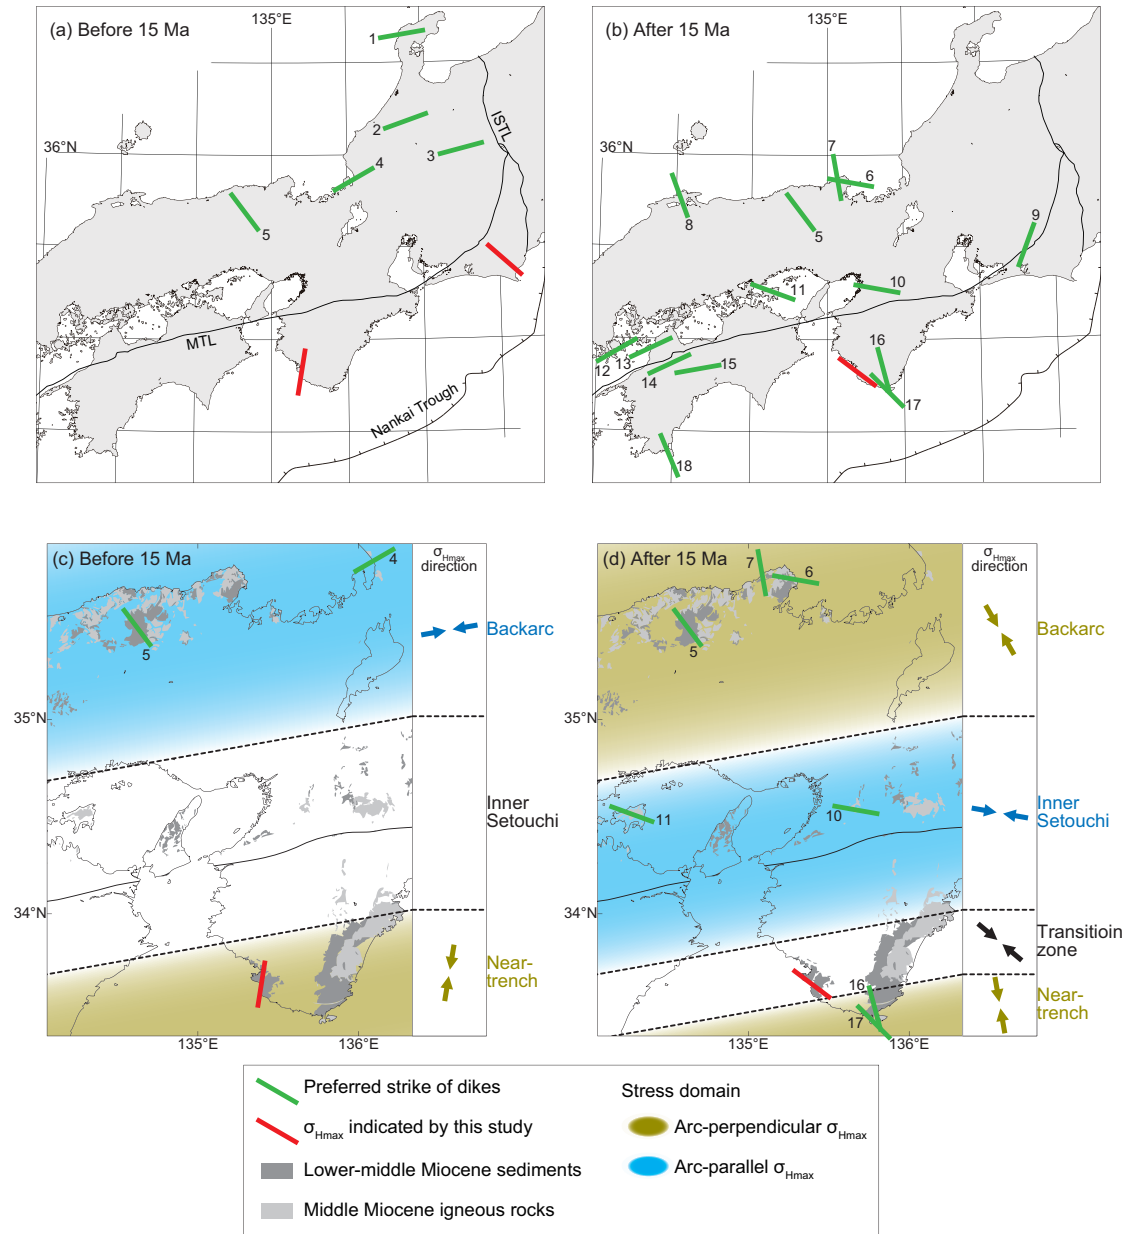 (a) Before 15 Ma
135°E
1
2
3
4
5
36°N
ISTL
MTL
Nankai Trough
(b) After 15 Ma
135°E
36°N
7
6
8
5
9
10
11
12
13
14
15
16
17
18
(c) Before 15 Ma
σHmax
direction
4
5
Backarc
35°N
Inner
Setouchi
34°N
Near-
trench
135°E
136°E
(d) After 15 Ma
σHmax
direction
7
6
5
Backarc
35°N
11
10
Inner
Setouchi
34°N
Transitioin
zone
16
17
Near-
trench
135°E
136°E
Preferred strike of dikes
σHmax indicated by this study
Lower-middle Miocene sediments
Middle Miocene igneous rocks
Stress domain
Arc-perpendicular σHmax
Arc-parallel σHmax